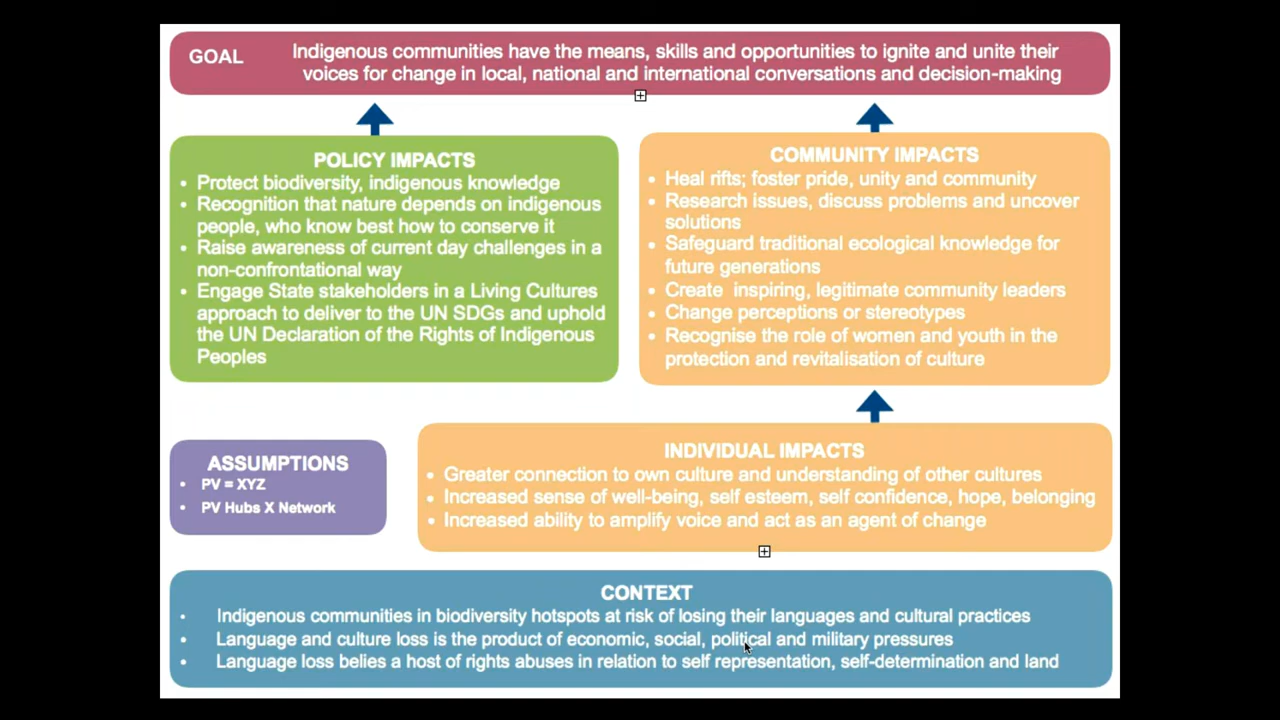 GOAL
Indigenous communities have the means, skills and opportunities to ignite and unite their
voices for change in local, national and international conversations and decision-making
POLICY IMPACTS
• Protect biodiversity, indigenous knowledge
• Recognition that nature depends on indigenous
people, who know best how to conserve it
• Raise awareness of current day challenges in a
non-confrontational way
• Engage State stakeholders in a Living Cultures
approach to deliver to the UN SDGs and uphold
the UN Declaration of the Rights of Indigenous
Peoples
COMMUNITY IMPACTS
• Heal rifts; foster pride, unity and community
• Research issues, discuss problems and uncover
solutions
• Safeguard traditional ecological knowledge for
future generations
• Create inspiring, legitimate community leaders
• Change perceptions or stereotypes
• Recognise the role of women and youth in the
protection and revitalisation of culture
ASSUMPTIONS
• PV = XYZ
• PV Hubs X Network
INDIVIDUAL IMPACTS
• Greater connection to own culture and understanding of other cultures
• Increased sense of well-being, self esteem, self confidence, hope, belonging
• Increased ability to amplify voice and act as an agent of change
CONTEXT
• Indigenous communities in biodiversity hotspots at risk of losing their languages and cultural practices
• Language and culture loss is the product of economic, social, political and military pressures
• Language loss belies a host of rights abuses in relation to self representation, self-determination and land